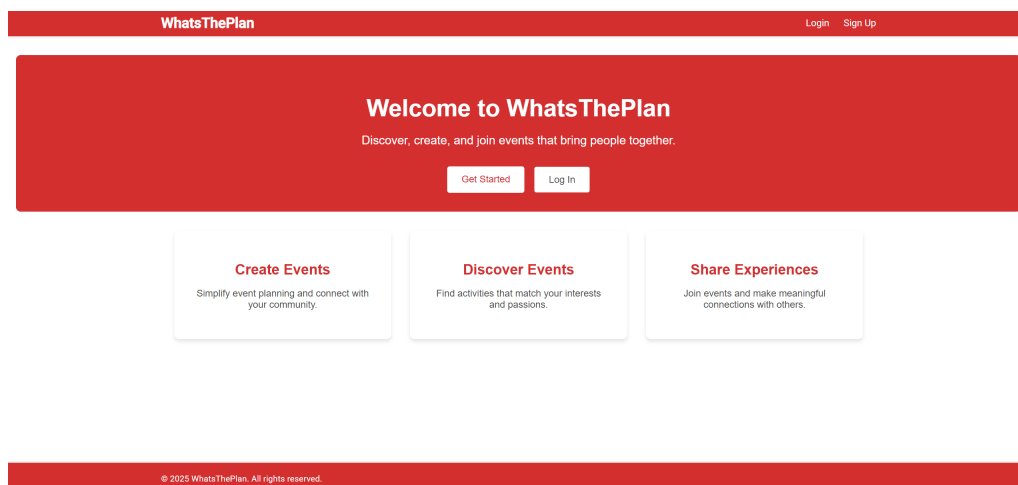 WhatsThePlan
Login
Sign Up
Welcome to WhatsThePlan
Discover, create, and join events that bring people together.
Get Started
Log In
Create Events
Simplify event planning and connect with
your community.
Discover Events
Find activities that match your interests
and passions.
Share Experiences
Join events and make meaningful
connections with others.
© 2025 WhatsThePlan. All rights reserved.